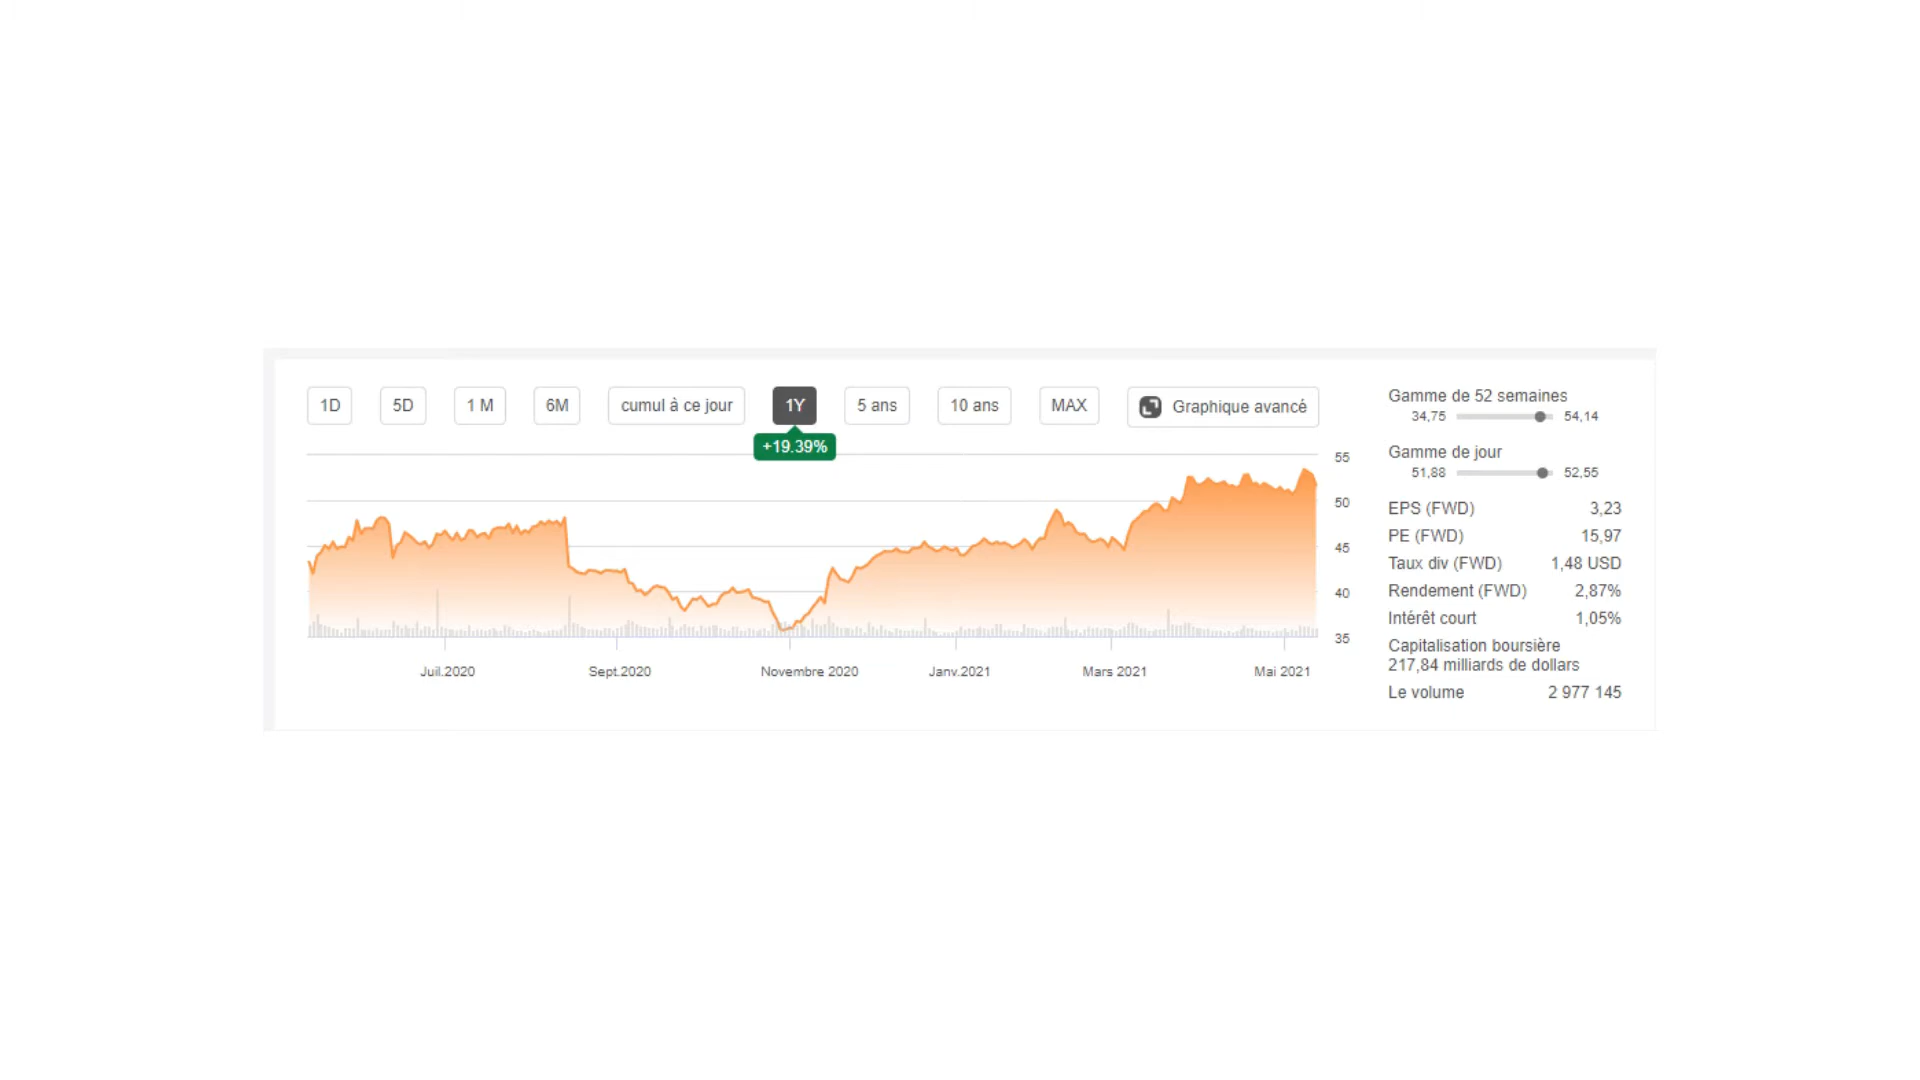 1D 5D 1 M 6M cumul à ce jour 1Y 5 ans 10 ans MAX Graphique avancé
+19.39%
55
50
45
40
35
Juil.2020 Sept.2020 Novembre 2020 Janv.2021 Mars 2021 Mai 2021
Gamme de 52 semaines
34,75 54,14
Gamme de jour
51,88 52,55
EPS (FWD) 3,23
PE (FWD) 15,97
Taux div (FWD) 1,48 USD
Rendement (FWD) 2,87%
Intérêt court 1,05%
Capitalisation boursière
217,84 milliards de dollars
Le volume 2 977 145